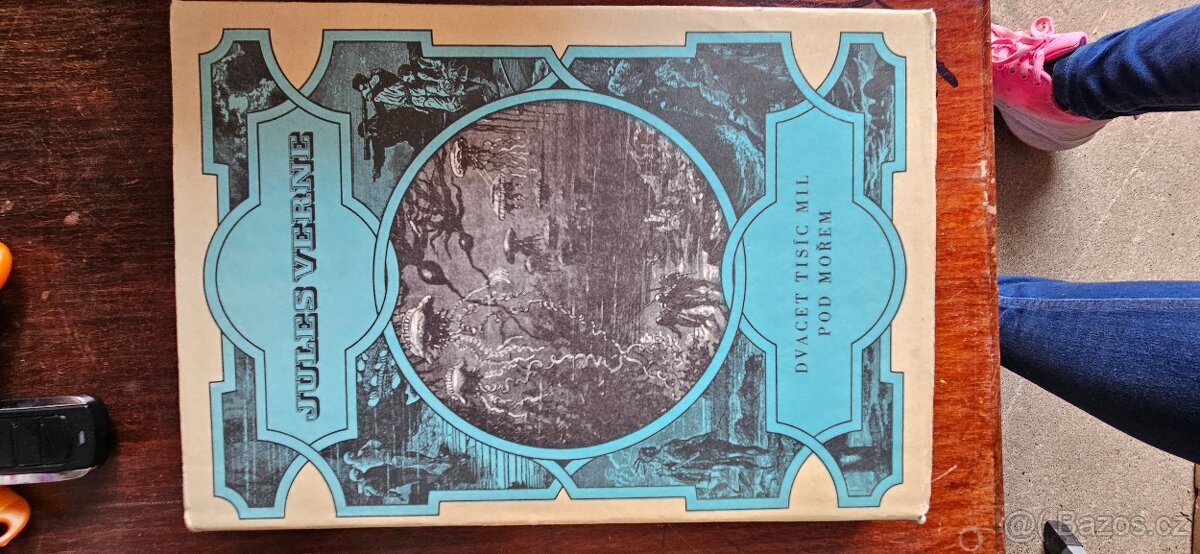 JULES VERNE
DVACET TISÍC MIL
POD MOŘEM
@ Bazos.cz